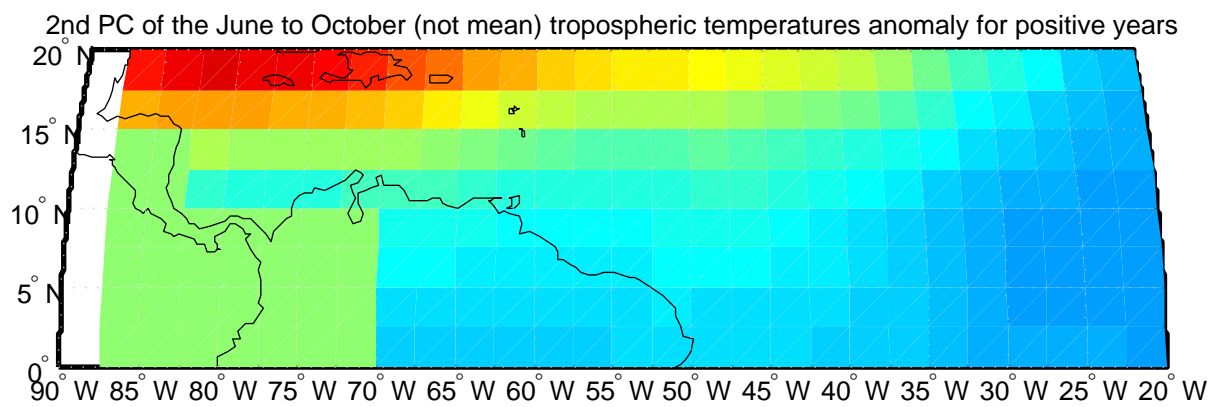 2nd PC of the June to October (not mean) tropospheric temperatures anomaly for positive years
20° N
15° N
10° N
5° N
0°
90° W 85° W 80° W 75° W 70° W 65° W 60° W 55° W 50° W 45° W 40° W 35° W 30° W 25° W 20° W